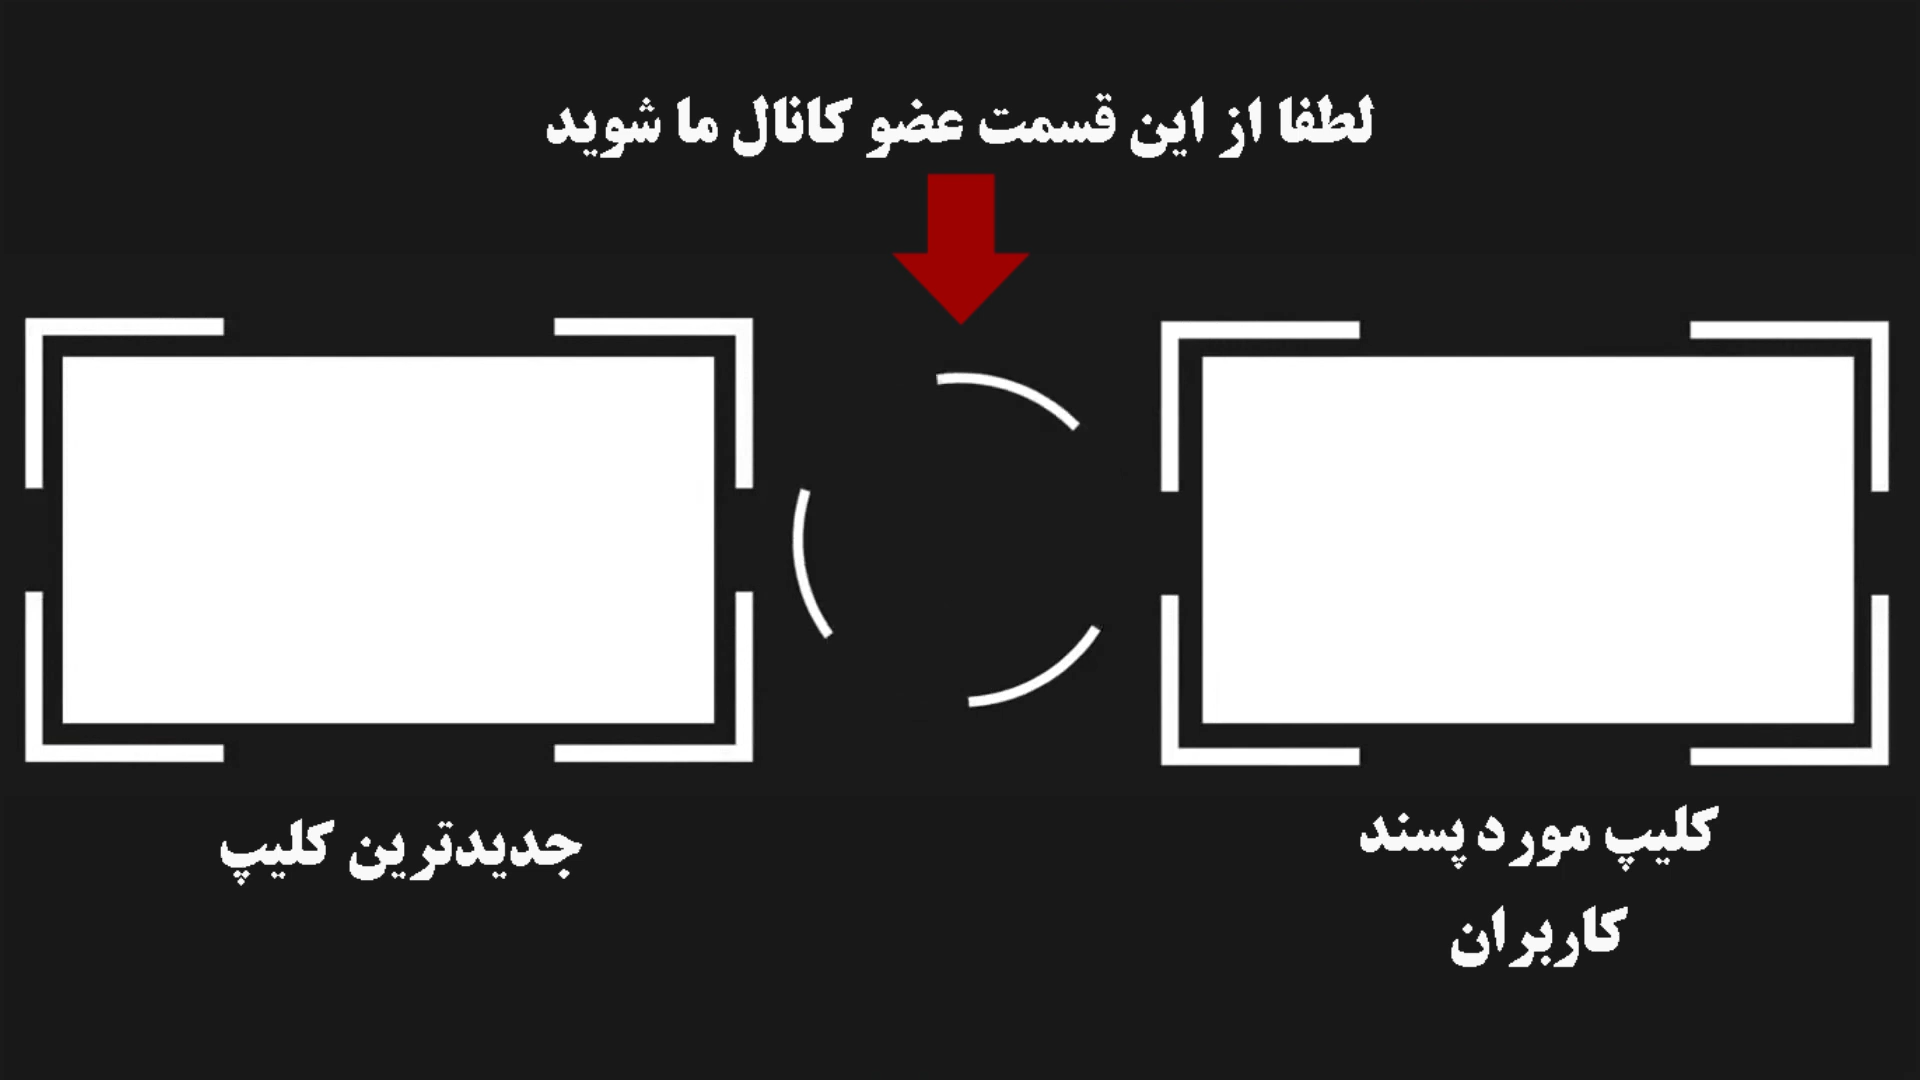 لطفا از این قسمت عضو کانال ما شوید
کلیپ مورد پسند
کاربران
جدیدترین کلیپ